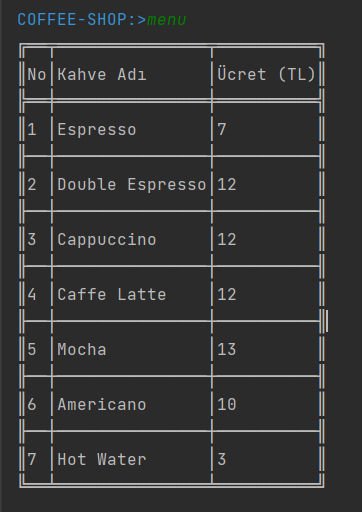 COFFEE-SHOP:>menu
No Kahve Adı Ücret (TL)
1 Espresso 7
2 Double Espresso 12
3 Cappuccino 12
4 Caffe Latte 12
5 Mocha 13
6 Americano 10
7 Hot Water 3